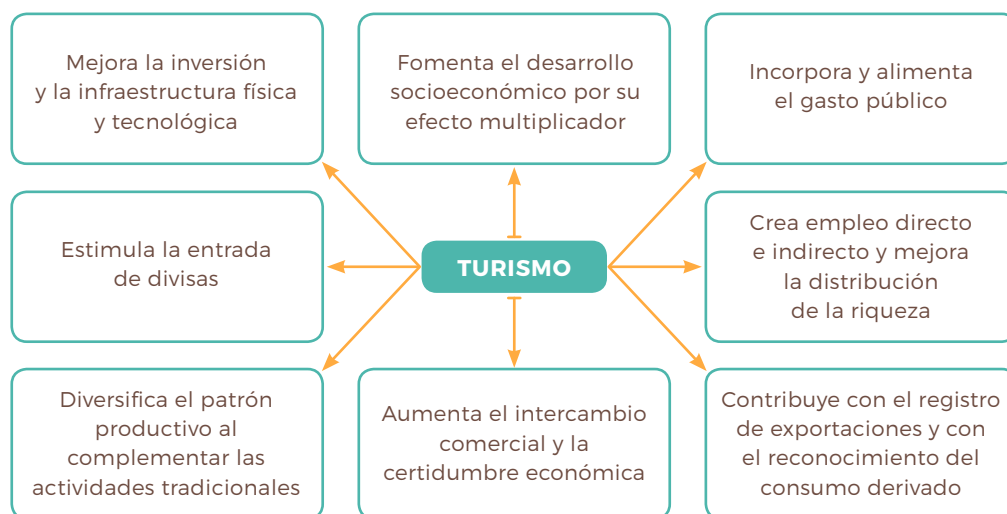 Mejora la inversión
y la infraestructura física
y tecnológica
Fomenta el desarrollo
socioeconómico por su
efecto multiplicador
Incorpora y alimenta
el gasto público
Estimula la entrada
de divisas
TURISMO
Crea empleo directo
e indirecto y mejora
la distribución
de la riqueza
Diversifica el patrón
productivo al
complementar las
actividades tradicionales
Aumenta el intercambio
comercial y la
certidumbre económica
Contribuye con el registro
de exportaciones y con
el reconocimiento del
consumo derivado